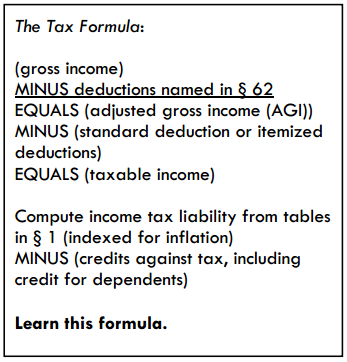 The Tax Formula:
(gross income)
MINUS deductions named in § 62
EQUALS (adjusted gross income (AGI))
MINUS (standard deduction or itemized
deductions)
EQUALS (taxable income)
Compute income tax liability from tables
in § 1 (indexed for inflation)
MINUS (credits against tax, including
credit for dependents)
Learn this formula.